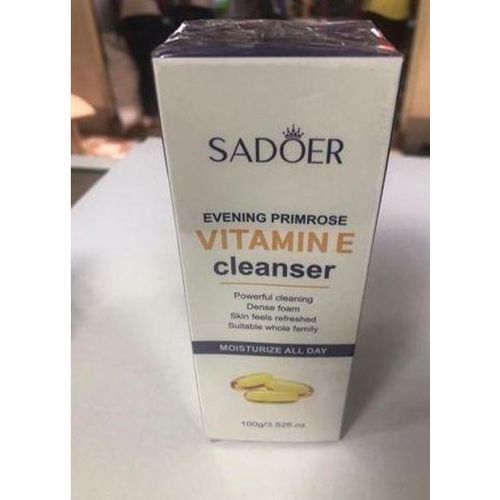 SADOER
EVENING PRIMROSE
VITAMIN E
cleanser
Powerful cleaning
Dense foam
Skin feels refreshed
Suitable whole family
MOISTURIZE ALL DAY
100g/3.52fl.oz